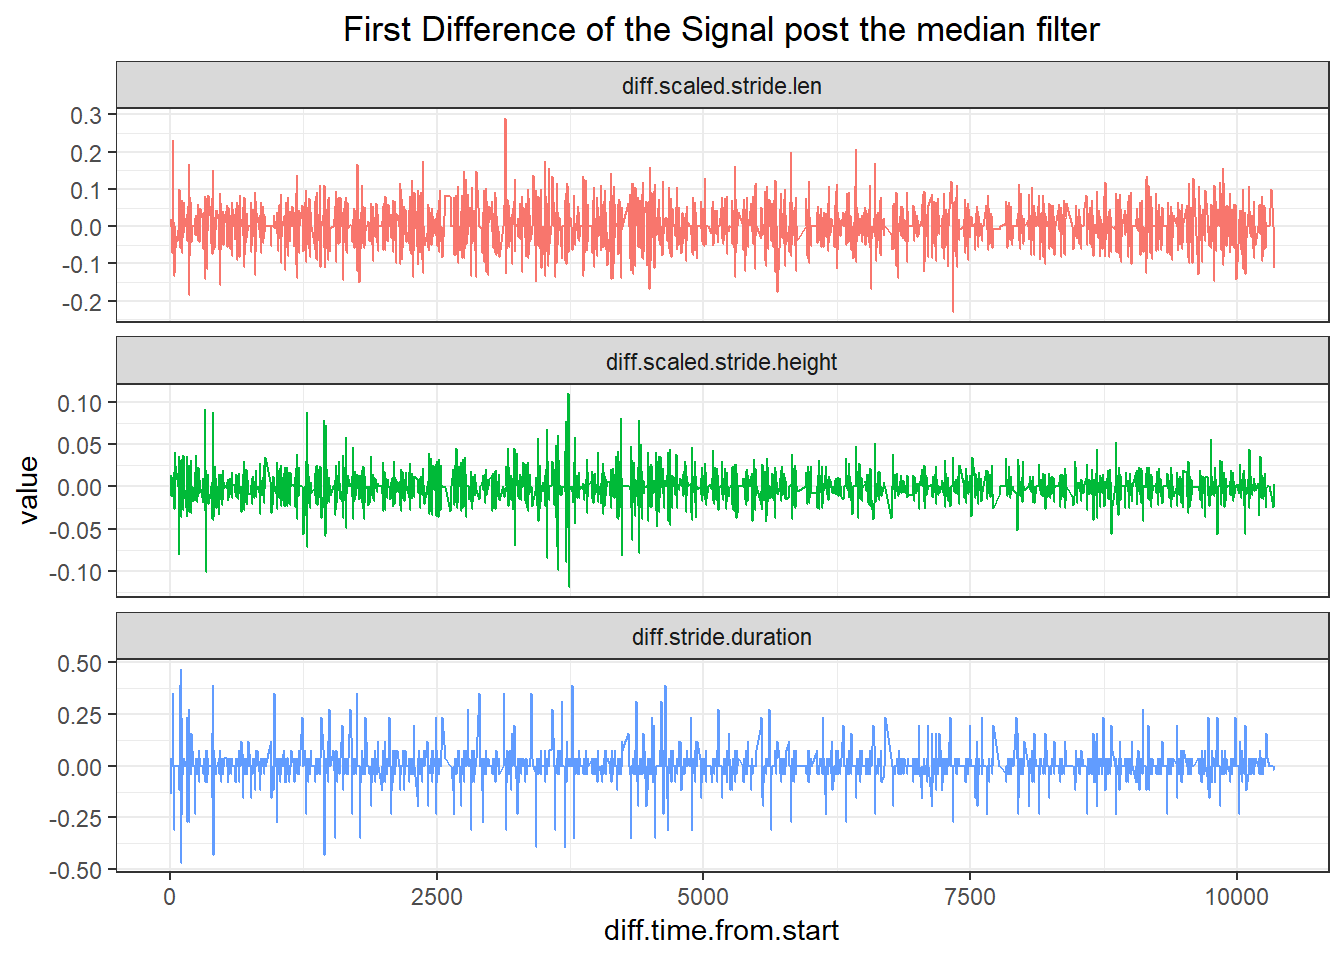 First Difference of the Signal post the median filter
diff.scaled.stride.len
0.3
0.2
0.1
0.0
-0.1
-0.2
diff.scaled.stride.height
0.10
0.05
0.00
-0.05
-0.10
value
diff.stride.duration
0.50
0.25
0.00
-0.25
-0.50
0 2500 5000 7500 10000
diff.time.from.start